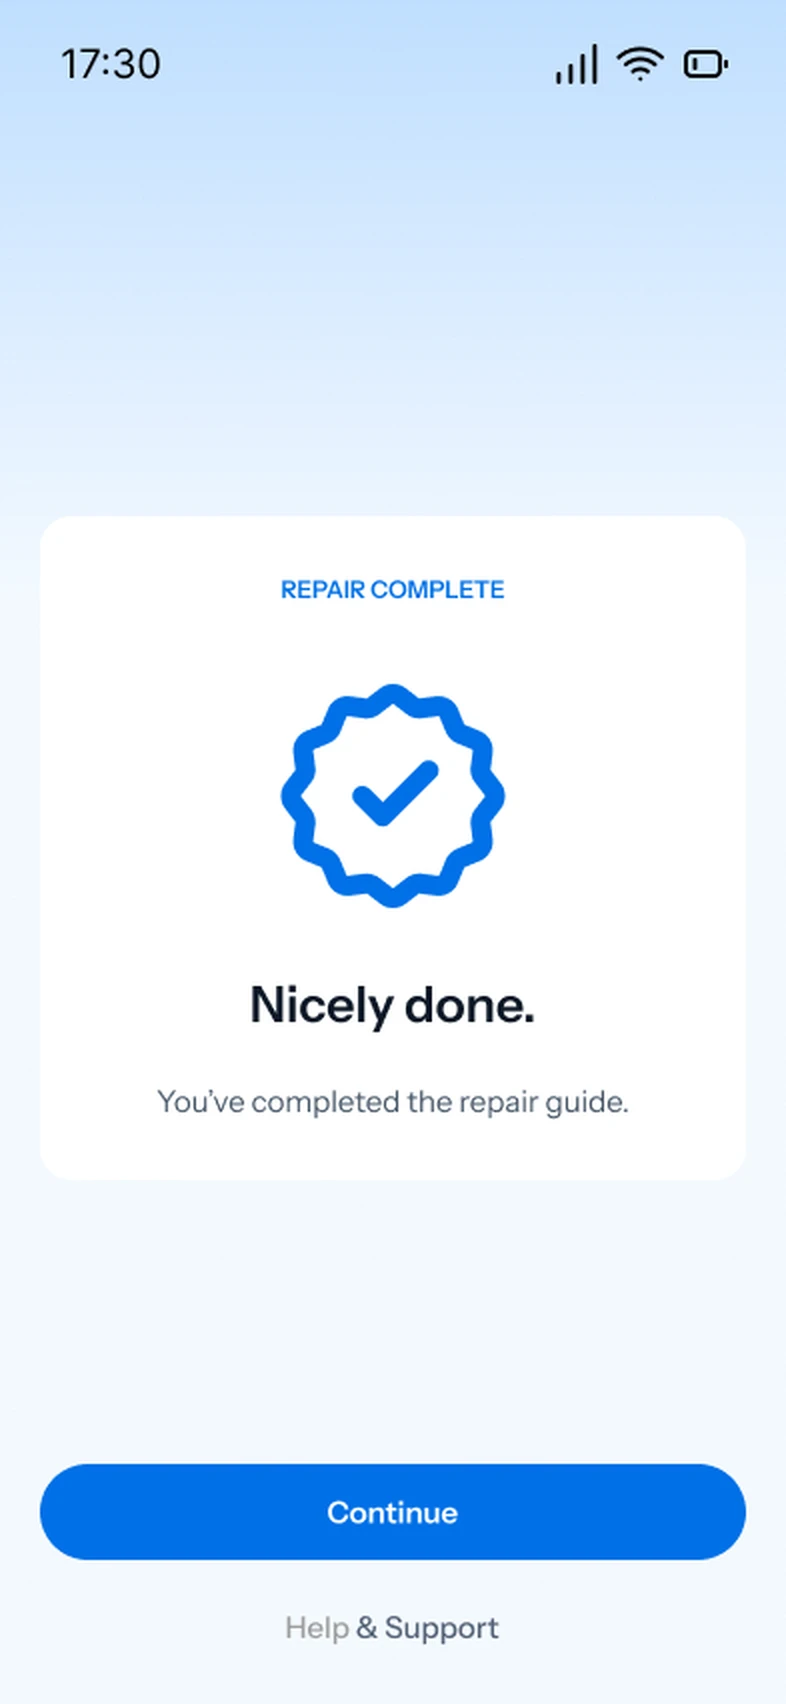 17:30
REPAIR COMPLETE
Nicely done.
You’ve completed the repair guide.
Continue
Help & Support